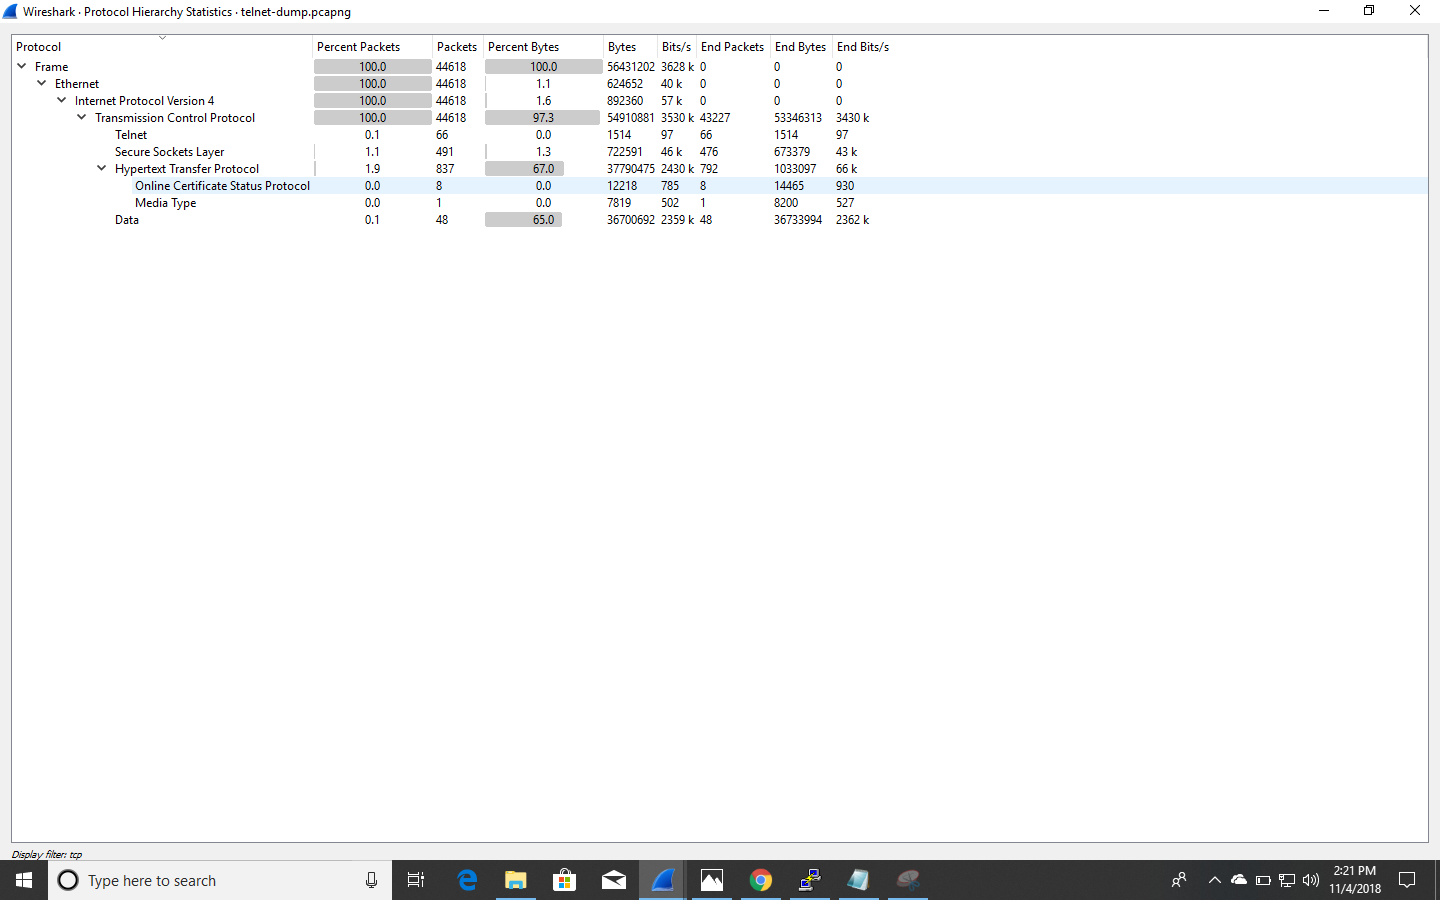 Wireshark · Protocol Hierarchy Statistics · telnet-dump.pcapng
Protocol Percent Packets Packets Percent Bytes Bytes Bits/s End Packets End Bytes End Bits/s
Frame 100.0 44618 100.0 56431202 3628 k 0 0 0
Ethernet 100.0 44618 1.1 624652 40 k 0 0 0
Internet Protocol Version 4 100.0 44618 1.6 892360 57 k 0 0 0
Transmission Control Protocol 100.0 44618 97.3 54910881 3530 k 43227 53346313 3430 k
Telnet 0.1 66 0.0 1514 97 66 1514 97
Secure Sockets Layer 1.1 491 1.3 722591 46 k 476 673379 43 k
Hypertext Transfer Protocol 1.9 837 67.0 37790475 2430 k 792 1033097 66 k
Online Certificate Status Protocol 0.0 8 0.0 12218 785 8 14465 930
Media Type 0.0 1 0.0 7819 502 1 8200 527
Data 0.1 48 65.0 36700692 2359 k 48 36733994 2362 k
Display filter: tcp
Type here to search
2:21 PM
11/4/2018